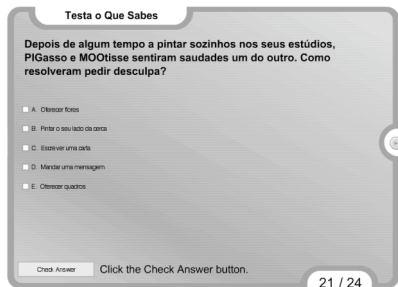 Testa o Que Sabes
Depois de algum tempo a pintar sozinhos nos seus estúdios,
PIGasso e MOOtisse sentiram saudades um do outro. Como
resolveram pedir desculpa?
A. Oferecer flores
B. Pintar o seu lado da cerca
C. Escrever uma carta
D. Mandar uma mensagem
E. Oferecer quadros
Check Answer
Click the Check Answer button.
21 / 24